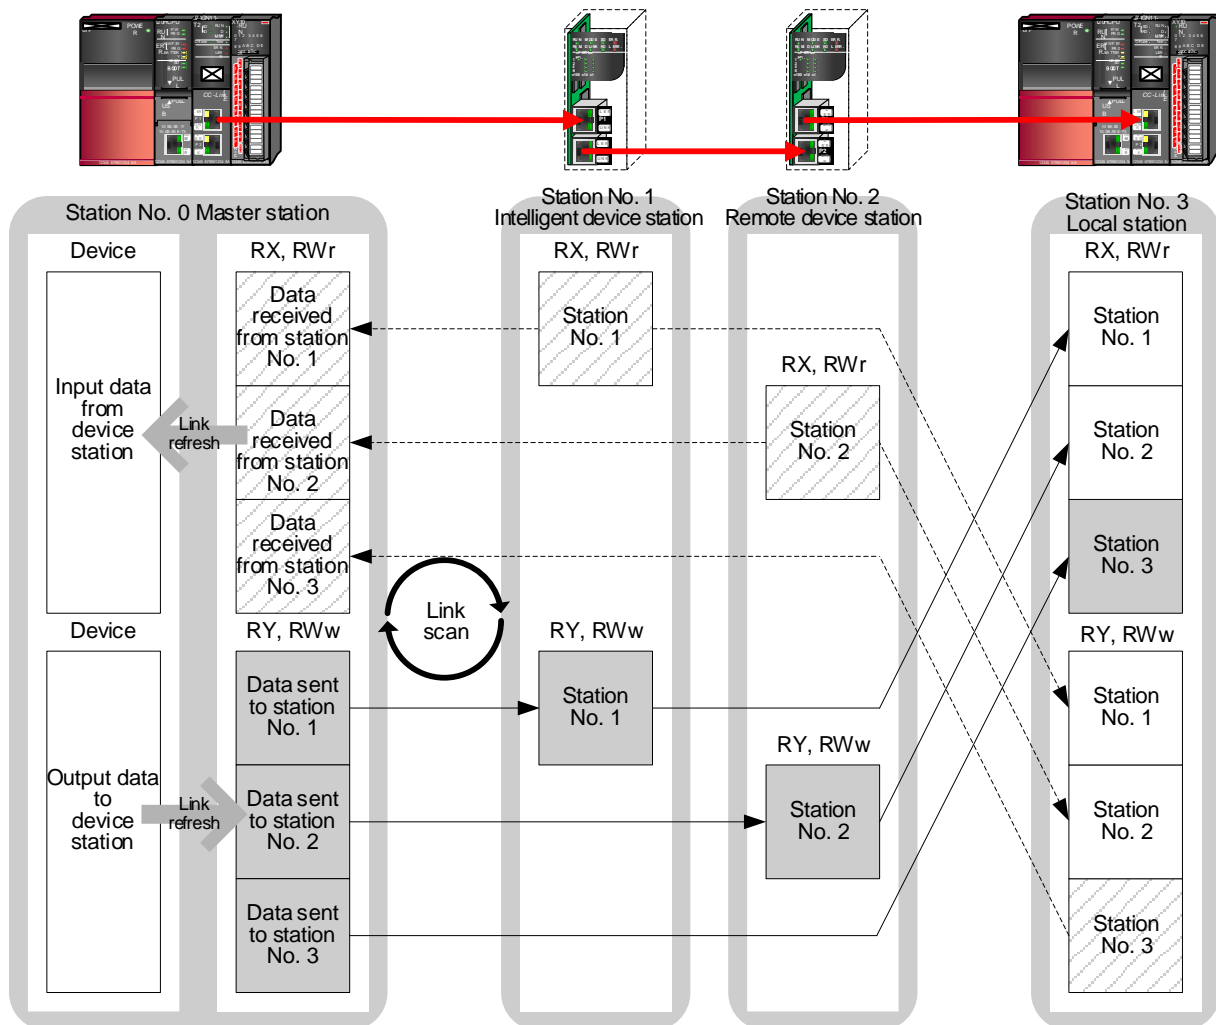 CC-Link
P1
CC-Link
P2
Station No. 0 Master station
Station No. 1
Intelligent device station
Station No. 2
Remote device station
Station No. 3
Local station
Device
RX, RWr
RX, RWr
Data
received
from station
No. 1
Station
No. 1
Station
No. 1
Input data
from
device
station
Link
refresh
Data
received
from station
No. 2
RX, RWr
Station
No. 2
Station
No. 2
Data
received
from station
No. 3
Station
No. 3
Link
scan
Device
RY, RWw
RY, RWw
RY, RWw
Data sent
to station
No. 1
Station
No. 1
Station
No. 1
Output data
to
device
station
Link
refresh
Data sent
to station
No. 2
RY, RWw
Station
No. 2
Station
No. 2
Data sent
to station
No. 3
Station
No. 3